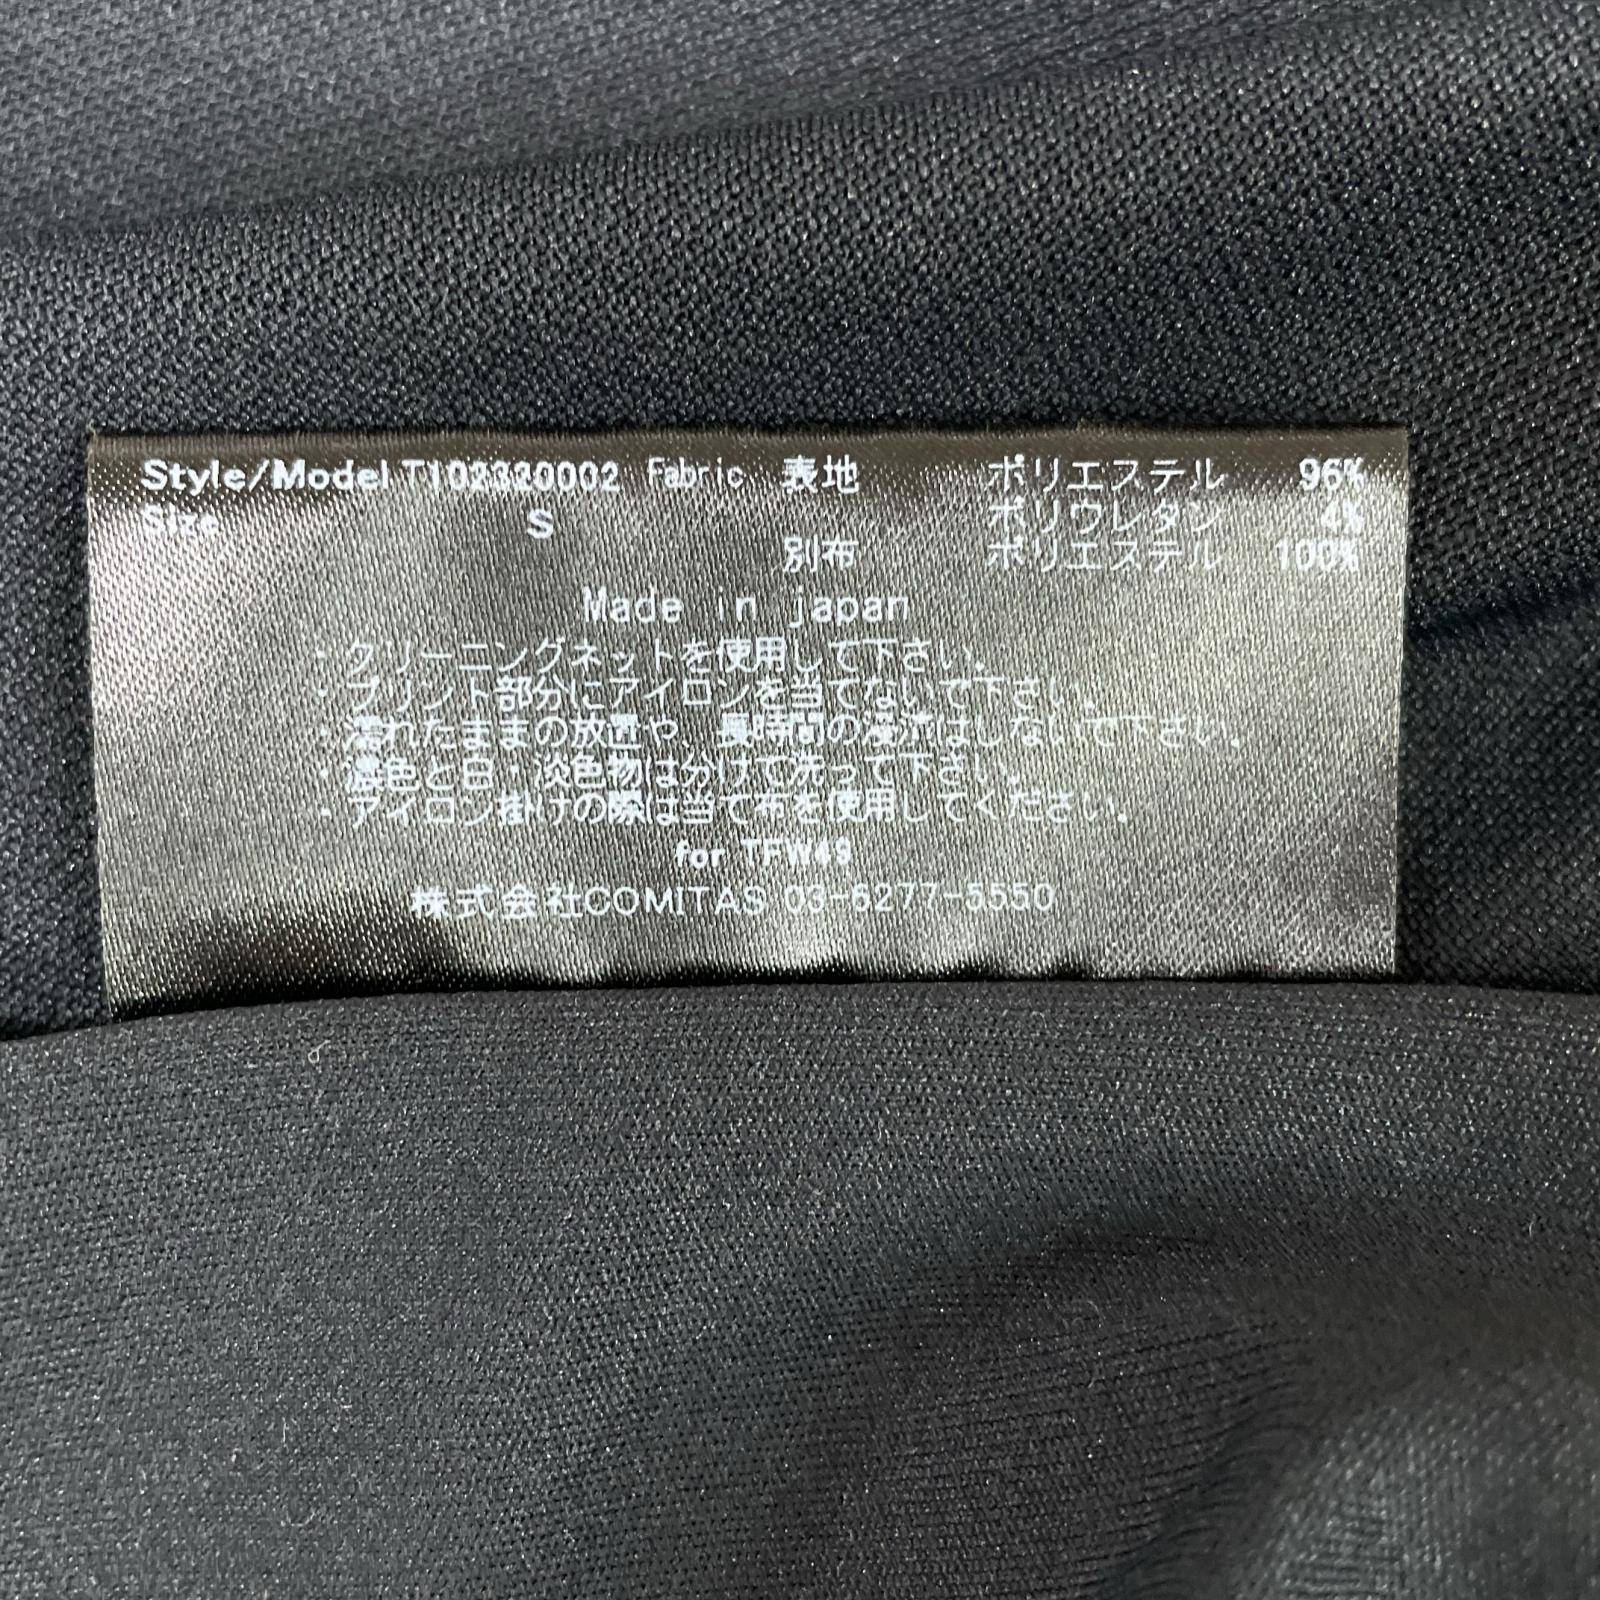 Style/Model T102320002 Fabric 表地 ポリエステル 96%
Size S ポリウレタン 4%
別布 ポリエステル 100%
Made in japan
・クリーニングネットを使用して下さい。
・プリント部分にアイロンを当てないで下さい。
・濡れたままの放置や、長時間の浸漬はしないで下さい。
・濃色と白・淡色物は分けて洗って下さい。
・アイロン掛けの際は当て布を使用してください。
for TFW49
株式会社COMITAS 03-6277-5550